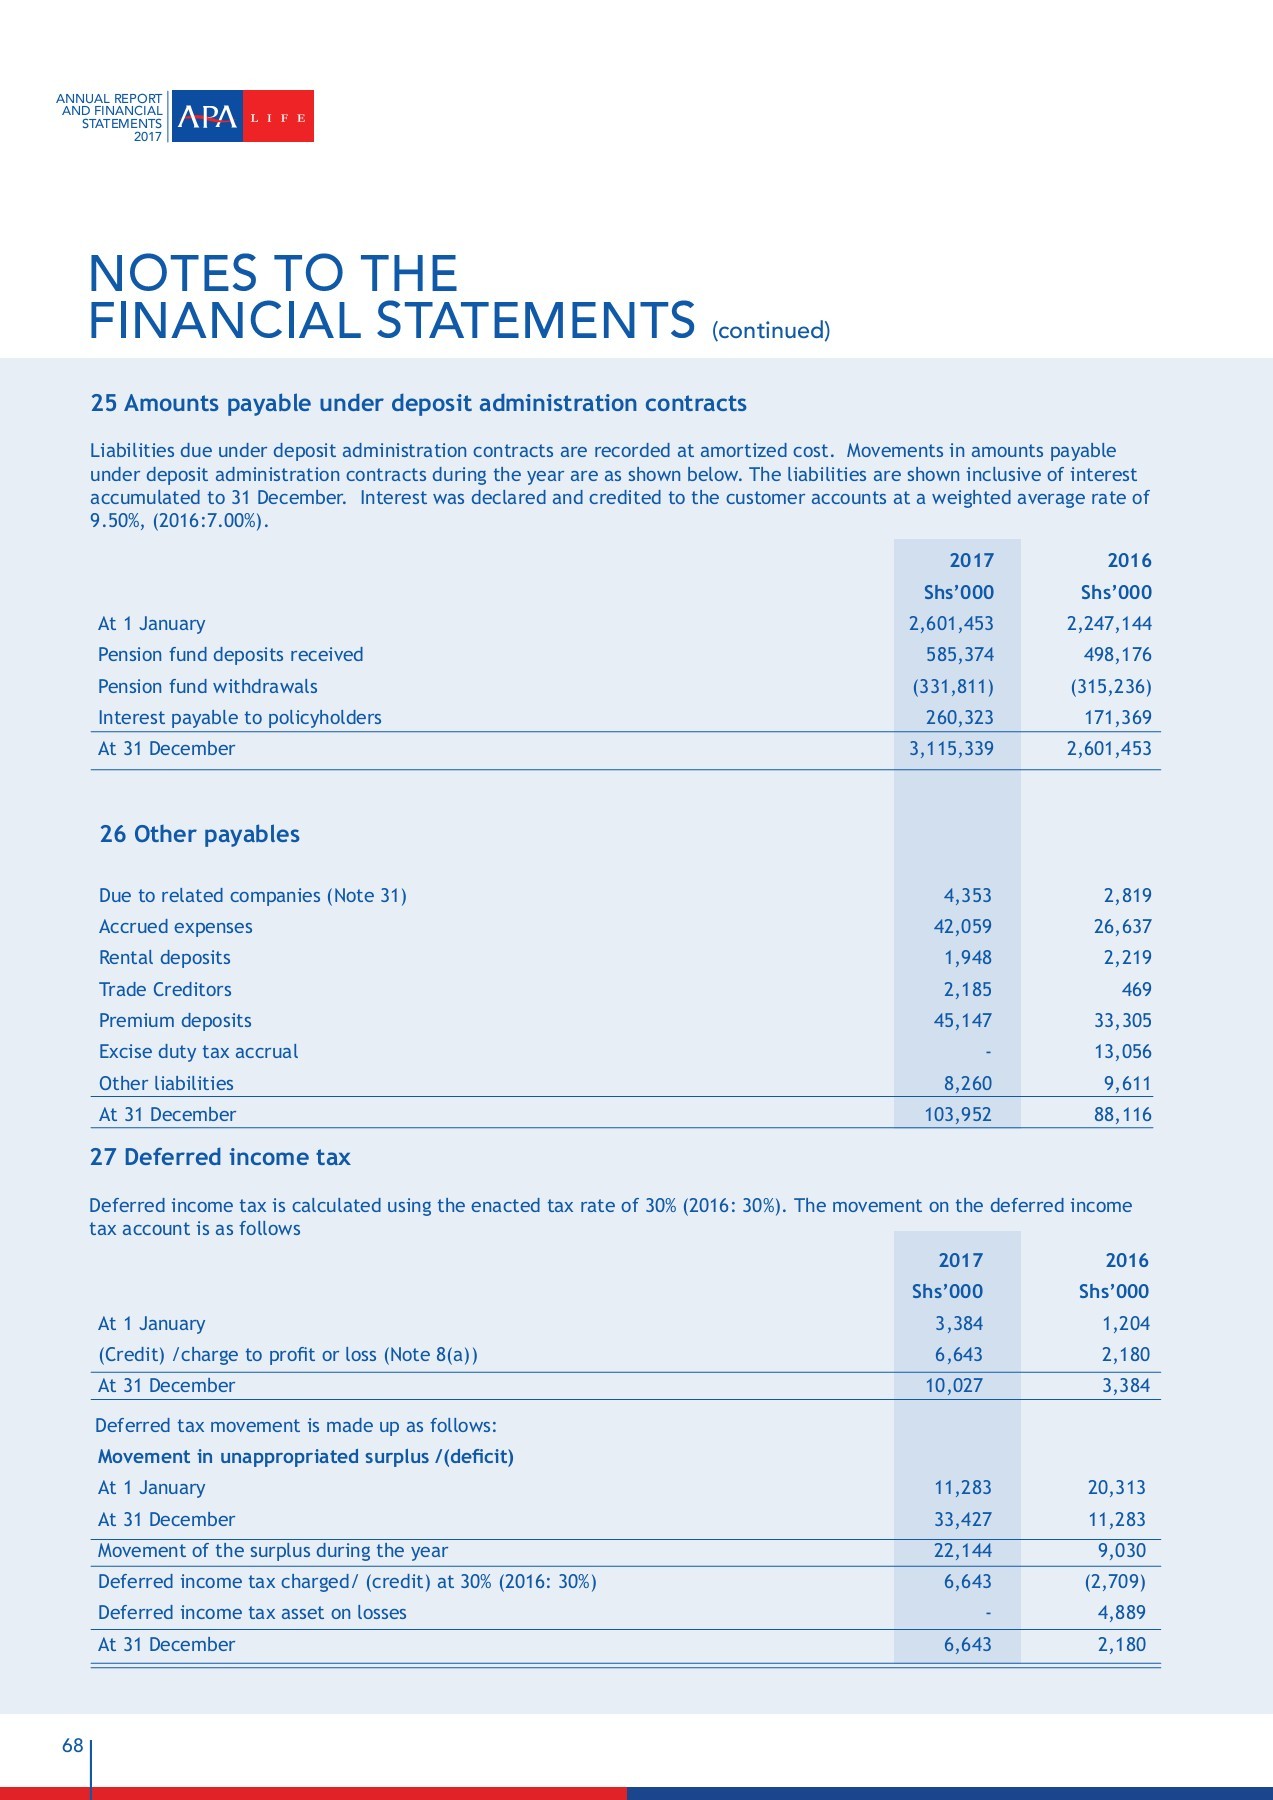 ANNUAL REPORT
AND FINANCIAL
STATEMENTS
2017
APA LIFE
NOTES TO THE
FINANCIAL STATEMENTS (continued)
25 Amounts payable under deposit administration contracts
Liabilities due under deposit administration contracts are recorded at amortized cost.  Movements in amounts payable
under deposit administration contracts during the year are as shown below. The liabilities are shown inclusive of interest
accumulated to 31 December.  Interest was declared and credited to the customer accounts at a weighted average rate of
9.50%, (2016:7.00%).
2017 2016
Shs’000 Shs’000
At 1 January 2,601,453 2,247,144
Pension fund deposits received 585,374 498,176
Pension fund withdrawals (331,811) (315,236)
Interest payable to policyholders 260,323 171,369
At 31 December 3,115,339 2,601,453
26 Other payables
Due to related companies (Note 31) 4,353 2,819
Accrued expenses 42,059 26,637
Rental deposits 1,948 2,219
Trade Creditors 2,185 469
Premium deposits 45,147 33,305
Excise duty tax accrual - 13,056
Other liabilities 8,260 9,611
At 31 December 103,952 88,116
27 Deferred income tax
Deferred income tax is calculated using the enacted tax rate of 30% (2016: 30%). The movement on the deferred income
tax account is as follows
2017 2016
Shs’000 Shs’000
At 1 January 3,384 1,204
(Credit) /charge to profit or loss (Note 8(a)) 6,643 2,180
At 31 December 10,027 3,384
Deferred tax movement is made up as follows:
Movement in unappropriated surplus /(deficit)
At 1 January 11,283 20,313
At 31 December 33,427 11,283
Movement of the surplus during the year 22,144 9,030
Deferred income tax charged/ (credit) at 30% (2016: 30%) 6,643 (2,709)
Deferred income tax asset on losses - 4,889
At 31 December 6,643 2,180
68